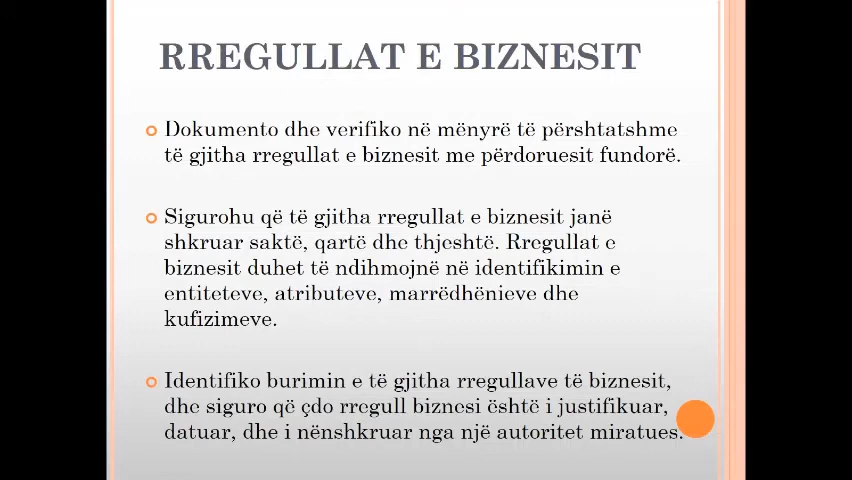 RREGULLAT E BIZNESIT
Dokumento dhe verifiko në mënyrë të përshtatshme
të gjitha rregullat e biznesit me përdoruesit fundorë.
Sigurohu që të gjitha rregullat e biznesit janë
shkruar saktë, qartë dhe thjeshtë. Rregullat e
biznesit duhet të ndihmojnë në identifikimin e
entiteteve, atributeve, marrëdhënieve dhe
kufizimeve.
Identifiko burimin e të gjitha rregullave të biznesit,
dhe siguro që çdo rregull biznesi është i justifikuar,
datuar, dhe i nënshkruar nga një autoritet miratues.